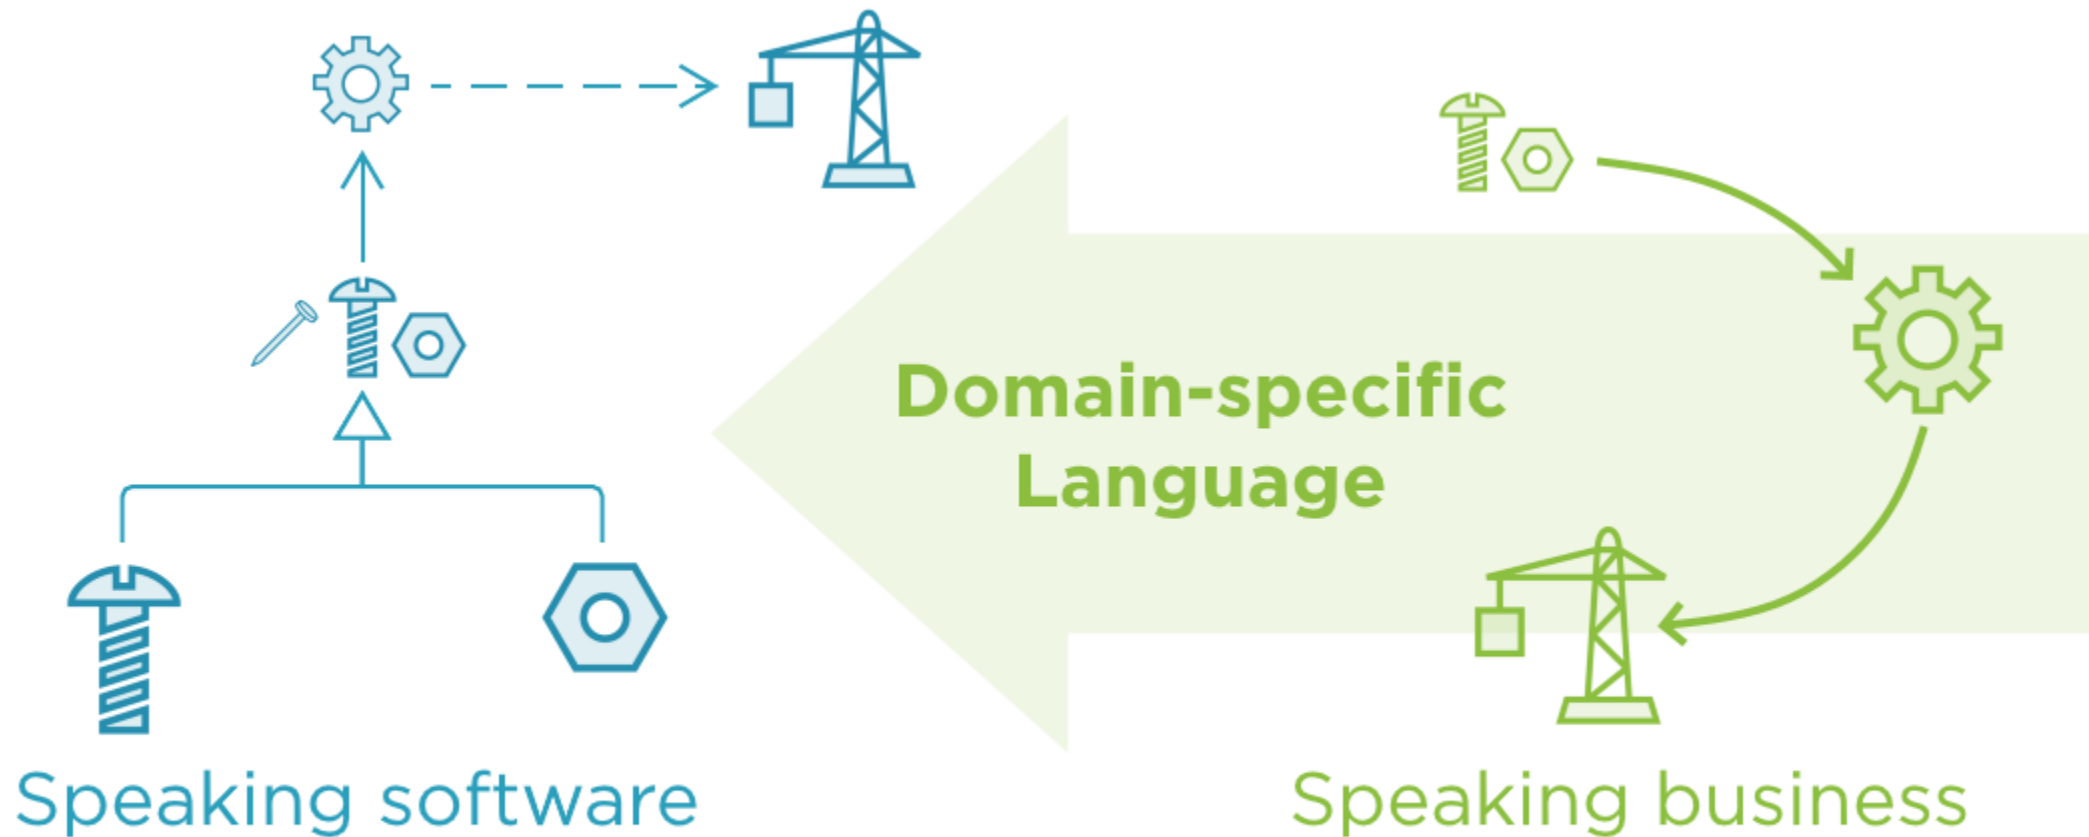 Domain-specific
Language
Speaking software
Speaking business